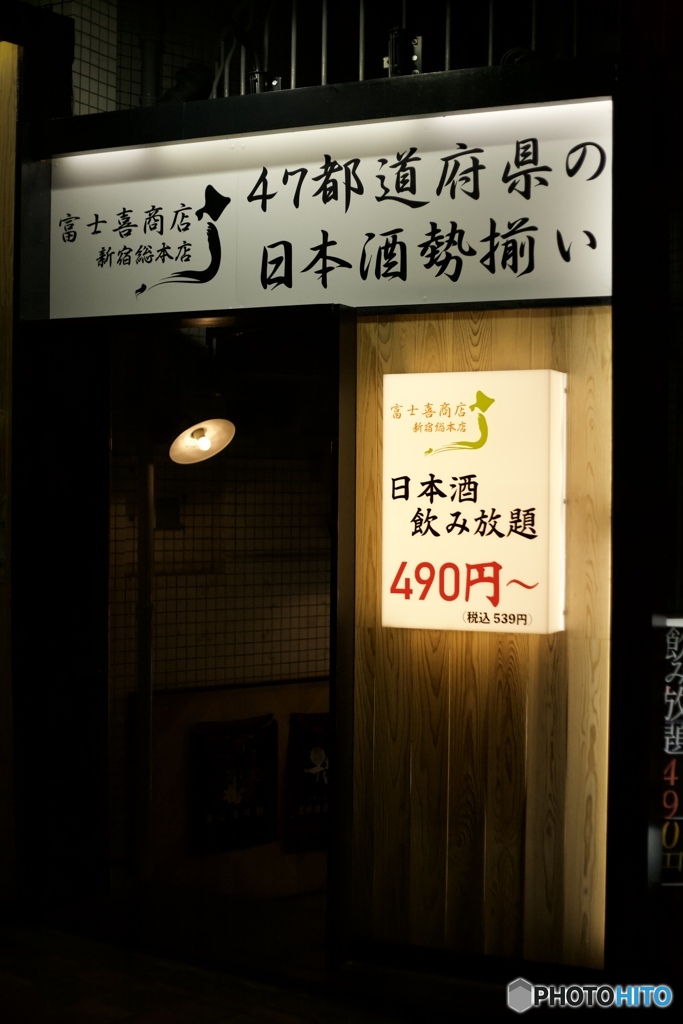 47都道府県の
富士喜商店
新宿総本店
日本酒勢揃い
富士喜商店
新宿総本店
日本酒
飲み放題
490円～
(税込 539円)
飲み放題490円
PHOTOHITO